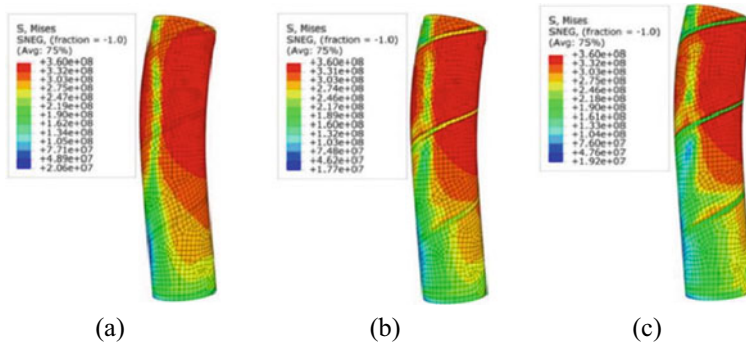 S, Mises
SNEG, (fraction = -1.0)
(Avg: 75%)
+3.60e+08
+3.32e+08
+3.03e+08
+2.75e+08
+2.47e+08
+2.19e+08
+1.90e+08
+1.62e+08
+1.34e+08
+1.05e+08
+7.71e+07
+4.89e+07
+2.06e+07
(a)
S, Mises
SNEG, (fraction = -1.0)
(Avg: 75%)
+3.60e+08
+3.31e+08
+3.03e+08
+2.74e+08
+2.46e+08
+2.17e+08
+1.89e+08
+1.60e+08
+1.32e+08
+1.03e+08
+7.48e+07
+4.62e+07
+1.77e+07
(b)
S, Mises
SNEG, (fraction = -1.0)
(Avg: 75%)
+3.60e+08
+3.32e+08
+3.03e+08
+2.75e+08
+2.46e+08
+2.18e+08
+1.90e+08
+1.61e+08
+1.33e+08
+1.04e+08
+7.60e+07
+4.76e+07
+1.92e+07
(c)